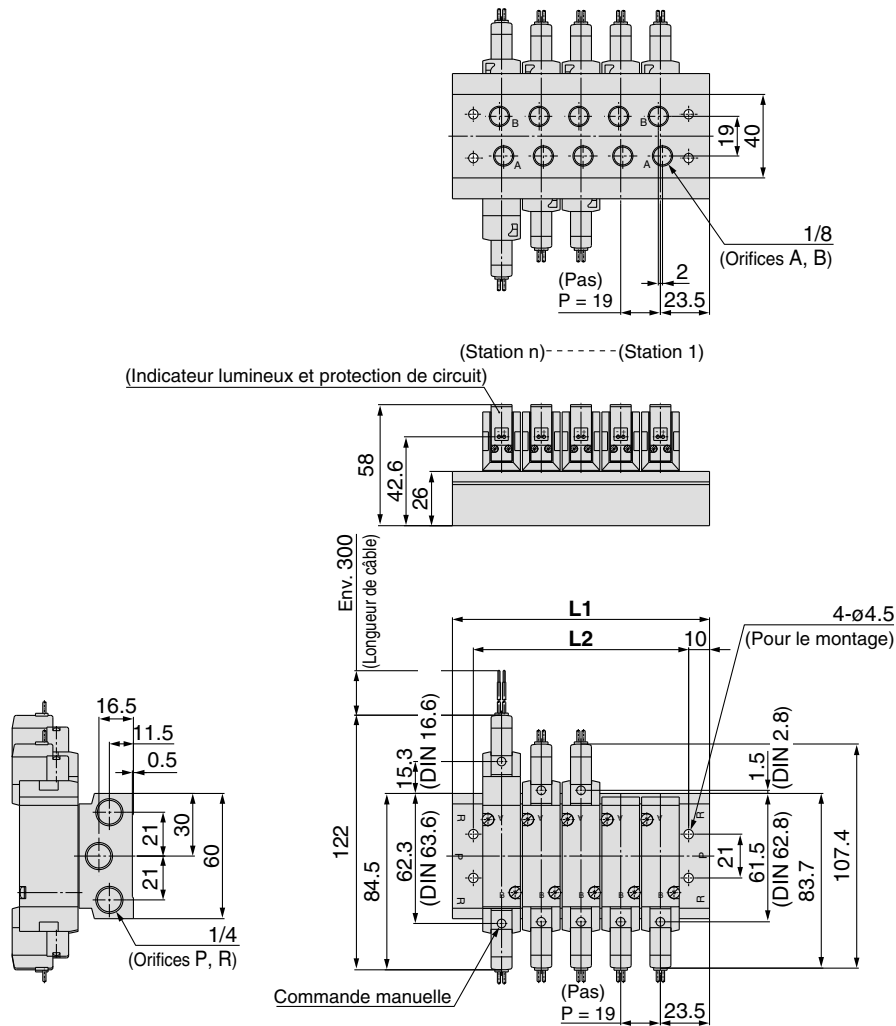 B
B
A
A
19
40
1/8
(Orifices A, B)
(Pas)
P = 19
2
23.5
(Station n)------(Station 1)
(Indicateur lumineux et protection de circuit)
58
42.6
26
Env. 300
(Longueur de câble)
L1
L2
10
4-ø4.5
(Pour le montage)
16.5
11.5
0.5
21
21
30
60
1/4
(Orifices P, R)
122
84.5
15.3
(DIN 16.6)
62.3
(DIN 63.6)
1.5
(DIN 2.8)
R
P
R
V
V
V
B
B
R
P
R
21
61.5
(DIN 62.8)
83.7
107.4
Commande manuelle
(Pas)
P = 19
23.5